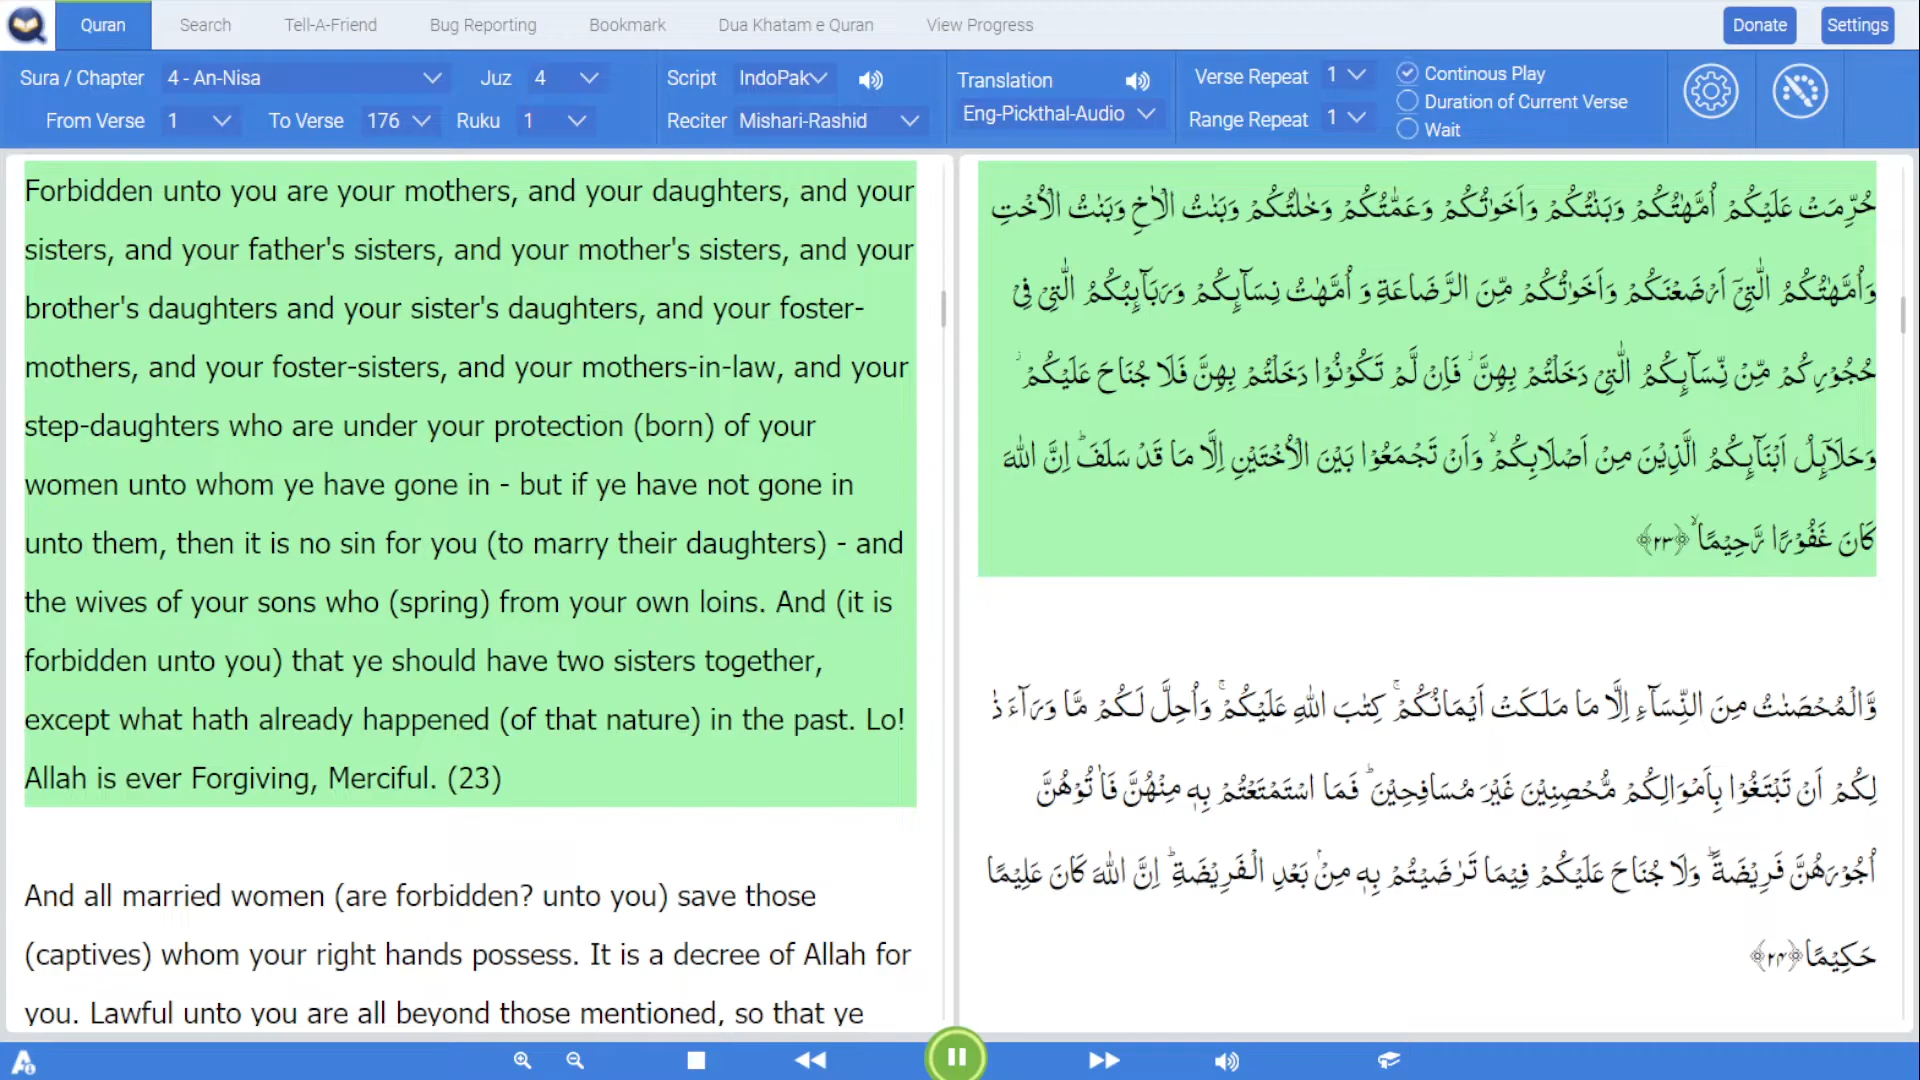 Quran
Search
Tell-A-Friend
Bug Reporting
Bookmark
Dua Khatam e Quran
View Progress
Donate
Settings
Sura / Chapter 4 - An-Nisa
Juz 4
Script IndoPak
Translation
Verse Repeat 1
Continous Play
Duration of Current Verse
From Verse 1
To Verse 176
Ruku 1
Reciter Mishari-Rashid
Eng-Pickthal-Audio
Range Repeat 1
Wait
Forbidden unto you are your mothers, and your daughters, and your
sisters, and your father's sisters, and your mother's sisters, and your
brother's daughters and your sister's daughters, and your foster-
mothers, and your foster-sisters, and your mothers-in-law, and your
step-daughters who are under your protection (born) of your
women unto whom ye have gone in - but if ye have not gone in
unto them, then it is no sin for you (to marry their daughters) - and
the wives of your sons who (spring) from your own loins. And (it is
forbidden unto you) that ye should have two sisters together,
except what hath already happened (of that nature) in the past. Lo!
Allah is ever Forgiving, Merciful. (23)
And all married women (are forbidden? unto you) save those
(captives) whom your right hands possess. It is a decree of Allah for
you. Lawful unto you are all beyond those mentioned, so that ye
حُرِّمَتْ عَلَيْكُمْ اُمَّهٰتُكُمْ وَبَنٰتُكُمْ وَاَخَوٰتُكُمْ وَعَمّٰتُكُمْ وَخٰلٰتُكُمْ وَبَنٰتُ الْاَخِ وَبَنٰتُ الْاُخْتِ
وَاُمَّهٰتُكُمُ الّٰتِىْۤ اَرْضَعْنَكُمْ وَاَخَوٰتُكُمْ مِّنَ الرَّضَاعَةِ وَ اُمَّهٰتُ نِسَآٮِٕكُمْ وَرَبَآٮِٕبُكُمُ الّٰتِىْ فِىْ
حُجُوْرِكُمْ مِّنْ نِّسَآٮِٕكُمُ الّٰتِىْ دَخَلْتُمْ بِهِنَّ ۚ فَاِنْ لَّمْ تَكُوْنُوْا دَخَلْتُمْ بِهِنَّ فَلَا جُنَاحَ عَلَيْكُمْ ۚ
وَحَلَاۤٮِٕلُ اَبْنَآٮِٕكُمُ الَّذِيْنَ مِنْ اَصْلَابِكُمْۙ وَاَنْ تَجْمَعُوْا بَيْنَ الْاُخْتَيْنِ اِلَّا مَا قَدْ سَلَفَؕ اِنَّ اللّٰهَ
كَانَ غَفُوْرًا رَّحِيْمًا ۙ‏﴿۲۳﴾
وَّالْمُحْصَنٰتُ مِنَ النِّسَآءِ اِلَّا مَا مَلَكَتْ اَيْمَانُكُمْۚ كِتٰبَ اللّٰهِ عَلَيْكُمْۚ وَاُحِلَّ لَكُمْ مَّا وَرَآءَ ذٰ
لِكُمْ اَنْ تَبْتَغُوْا بِاَمْوَالِكُمْ مُّحْصِنِيْنَ غَيْرَ مُسَافِحِيْنَ ؕ فَمَا اسْتَمْتَعْتُمْ بِهٖ مِنْهُنَّ فَاٰ تُوْهُنَّ
اُجُوْرَهُنَّ فَرِيْضَةً ؕ وَلَا جُنَاحَ عَلَيْكُمْ فِيْمَا تَرٰضَيْتُمْ بِهٖ مِنْۢ بَعْدِ الْـفَرِيْضَةِ ؕ اِنَّ اللّٰهَ كَانَ عَلِيْمًا
حَكِيْمًا﴿۲۴﴾